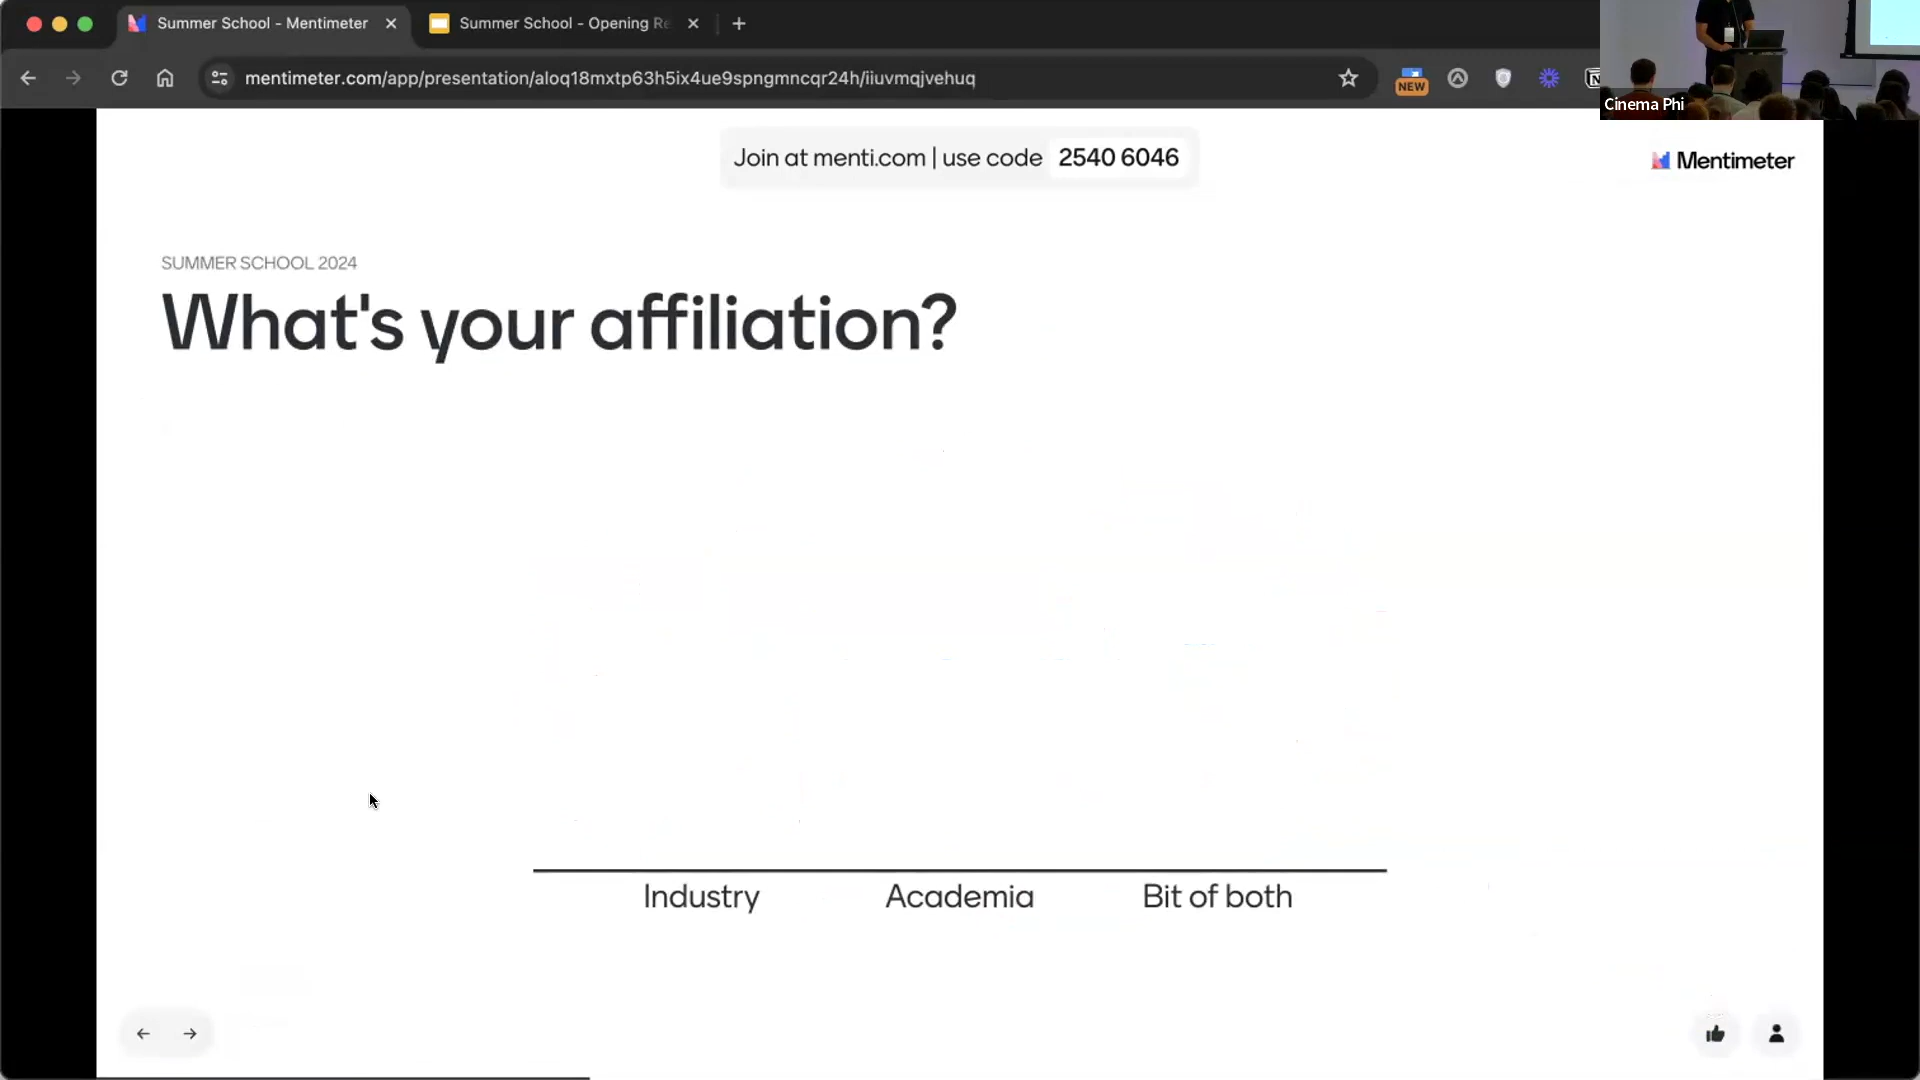 Summer School - Mentimeter
Summer School - Opening Re
mentimeter.com/app/presentation/aloq18mxtp63h5ix4ue9spngmncqr24h/iiuvmqjvehuq
NEW
Cinema Phi
Join at menti.com | use code 2540 6046
Mentimeter
SUMMER SCHOOL 2024
What's your affiliation?
Industry
Academia
Bit of both